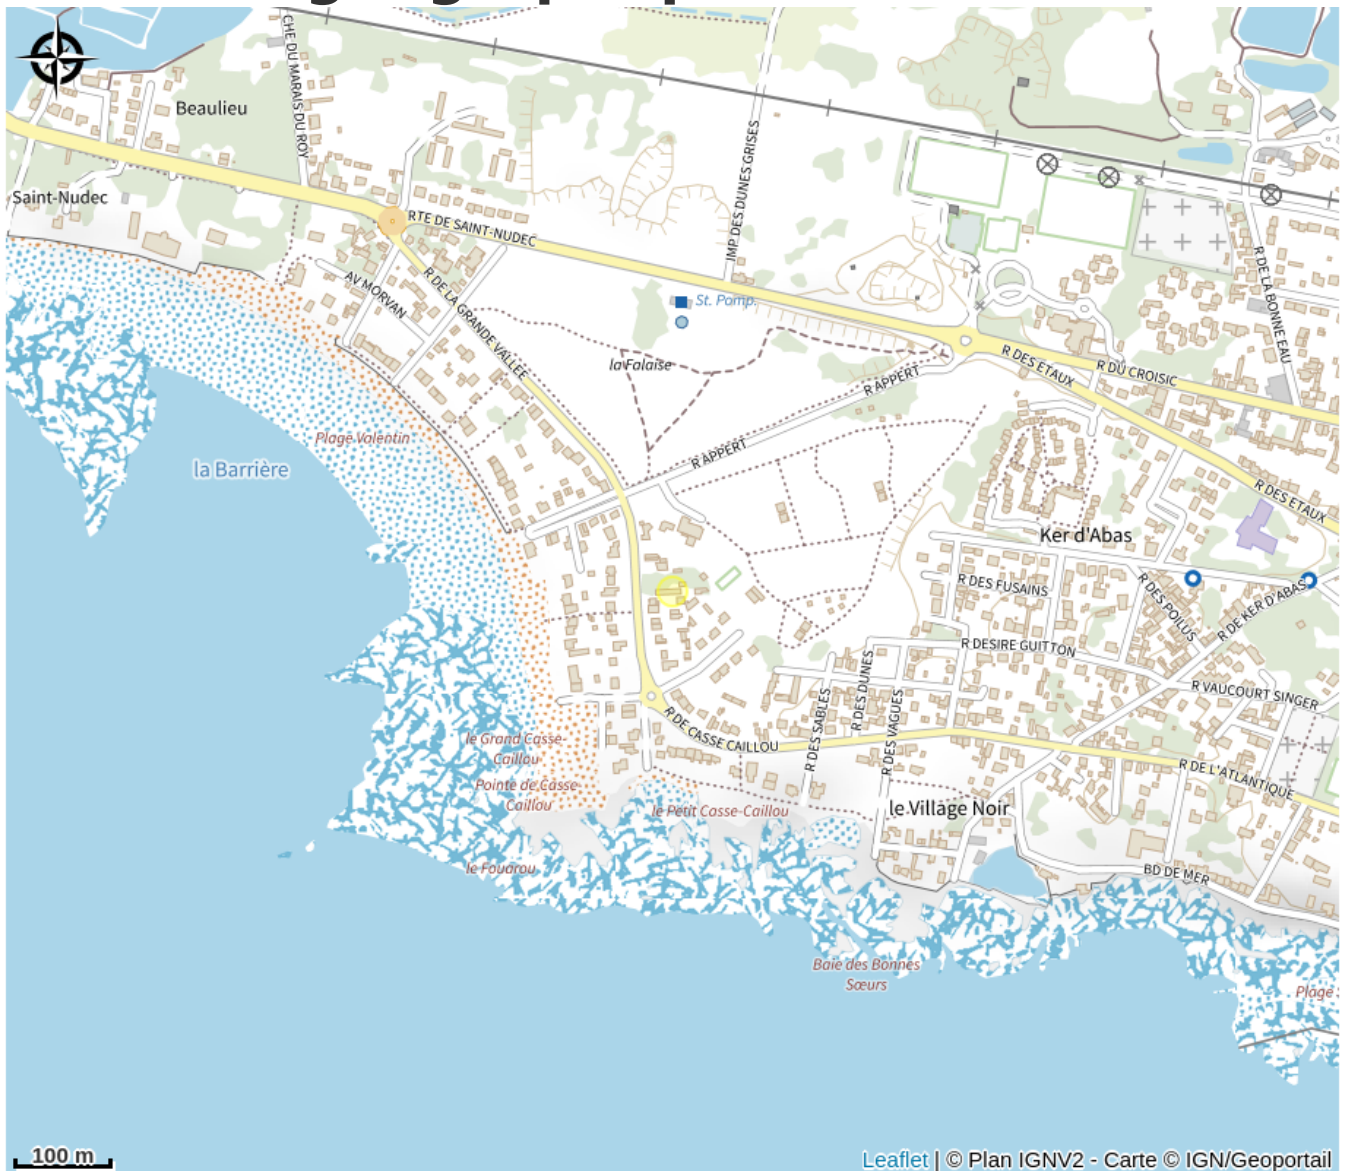 CHE DU MARAIS DU ROY
Beaulieu
Saint-Nudec
IMP DES DUNES GRISES
RTE DE SAINT-NUDEC
R DE LA BONNE EAU
AV MORVAN
R DE LA GRANDE VALLEE
St. Pomp.
la Falaise
R DES ETAUX
R DU CROISIC
R APPERT
Plage Valentin
R APPERT
la Barrière
R DES ETAUX
Ker d'Abas
R DES FUSAINS
R DES POILUS
R DE KER D'ABAS
R DESIRE GUITTON
R VAUCOURT SINGER
R DES SABLES
R DES DUNES
R DES VAGUES
R DE CASSE CAILLOU
le Grand Casse-
Caillou
R DE L'ATLANTIQUE
Pointe de Casse
Caillou
le Petit Casse-Caillou
le Village Noir
le Fouarou
BD DE MER
Baie des Bonnes
Sœurs
Plage
100 m
Leaflet | © Plan IGNV2 - Carte © IGN/Geoportail